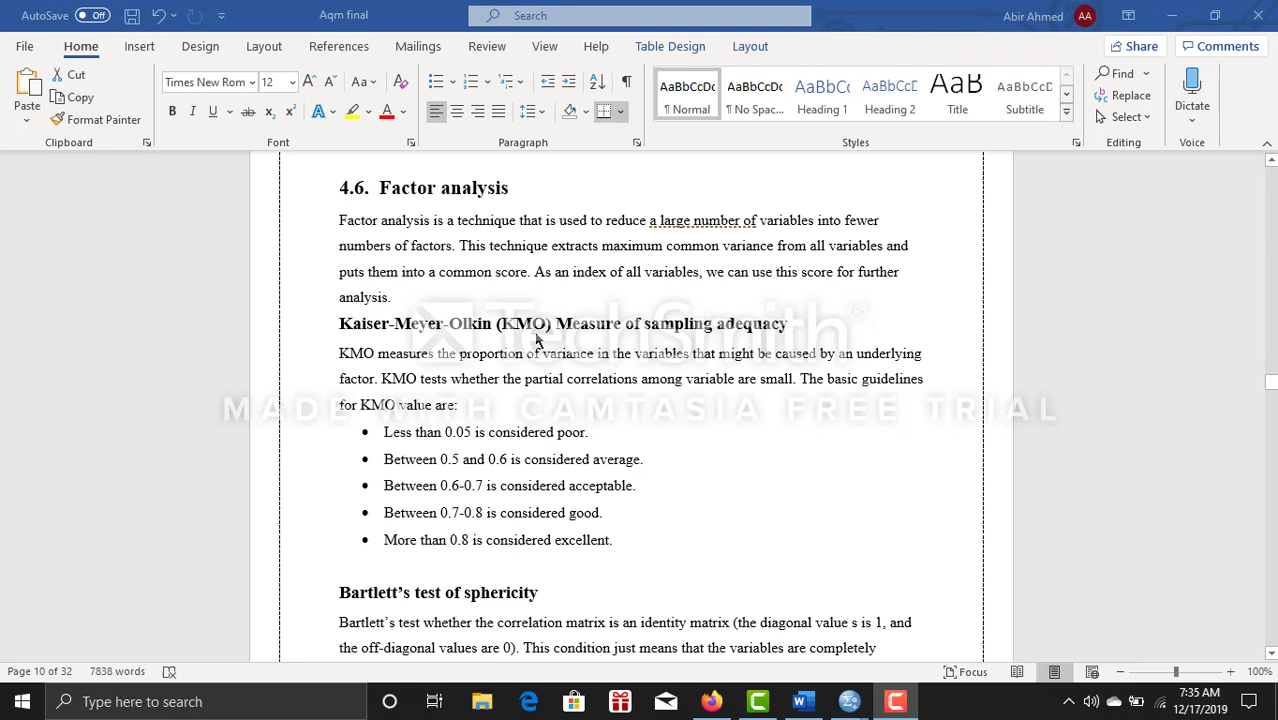 AutoSave Off Aqm final Search Abir Ahmed AA
File Home Insert Design Layout References Mailings Review View Help Table Design Layout Share Comments
Paste Cut Copy Format Painter
Times New Rom 12 Aa
B I U ab x₂ x² A A
AaBbCcDc AaBbCcDc AaBbCc AaBbCcD AaB AaBbCcD
¶ Normal ¶ No Spac... Heading 1 Heading 2 Title Subtitle
Find Replace Select
Dictate
Clipboard Font Paragraph Styles Editing Voice
4.6. Factor analysis
Factor analysis is a technique that is used to reduce a large number of variables into fewer
numbers of factors. This technique extracts maximum common variance from all variables and
puts them into a common score. As an index of all variables, we can use this score for further
analysis.
Kaiser-Meyer-Olkin (KMO) Measure of sampling adequacy
TechSmith®
KMO measures the proportion of variance in the variables that might be caused by an underlying
factor. KMO tests whether the partial correlations among variable are small. The basic guidelines
for KMO value are:
MADE WITH CAMTASIA FREE TRIAL
• Less than 0.05 is considered poor.
• Between 0.5 and 0.6 is considered average.
• Between 0.6-0.7 is considered acceptable.
• Between 0.7-0.8 is considered good.
• More than 0.8 is considered excellent.
Bartlett’s test of sphericity
Bartlett’s test whether the correlation matrix is an identity matrix (the diagonal value s is 1, and
the off-diagonal values are 0). This condition just means that the variables are completely
Page 10 of 32 7838 words Focus 100%
Type here to search 7:35 AM
12/17/2019